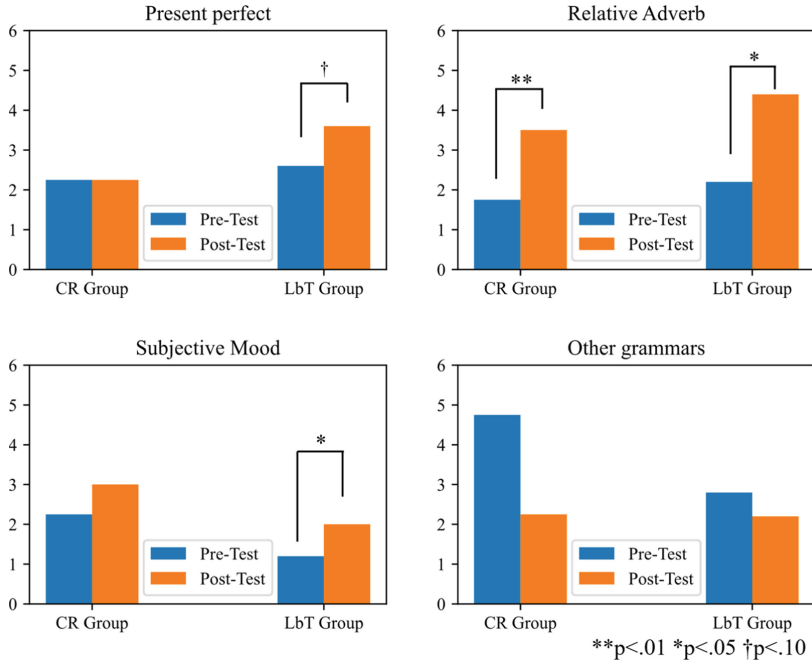 Present perfect
6
5
4
3
2
1
0
†
Pre-Test
Post-Test
CR Group
LbT Group
Relative Adverb
6
5
4
3
2
1
0
**
*
Pre-Test
Post-Test
CR Group
LbT Group
Subjective Mood
6
5
4
3
2
1
0
*
Pre-Test
Post-Test
CR Group
LbT Group
Other grammars
6
5
4
3
2
1
0
Pre-Test
Post-Test
CR Group
LbT Group
**p<.01 *p<.05 †p<.10